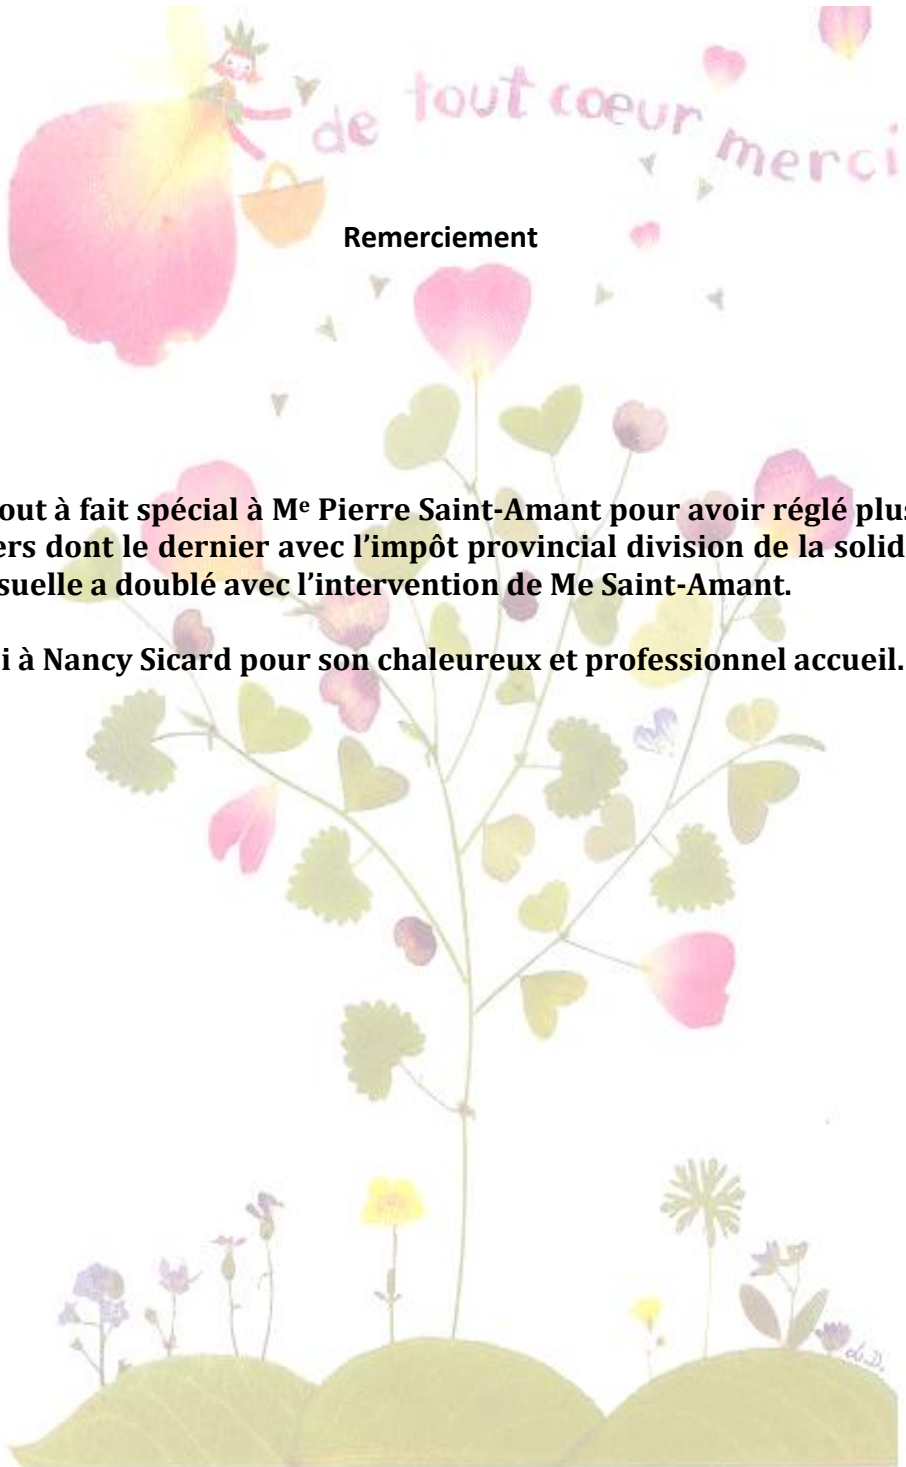 de tout coeur merci
Remerciement
out à fait spécial à Mᵉ Pierre Saint-Amant pour avoir réglé plus
ers dont le dernier avec l’impôt provincial division de la solid
suelle a doublé avec l’intervention de Me Saint-Amant.
i à Nancy Sicard pour son chaleureux et professionnel accueil.